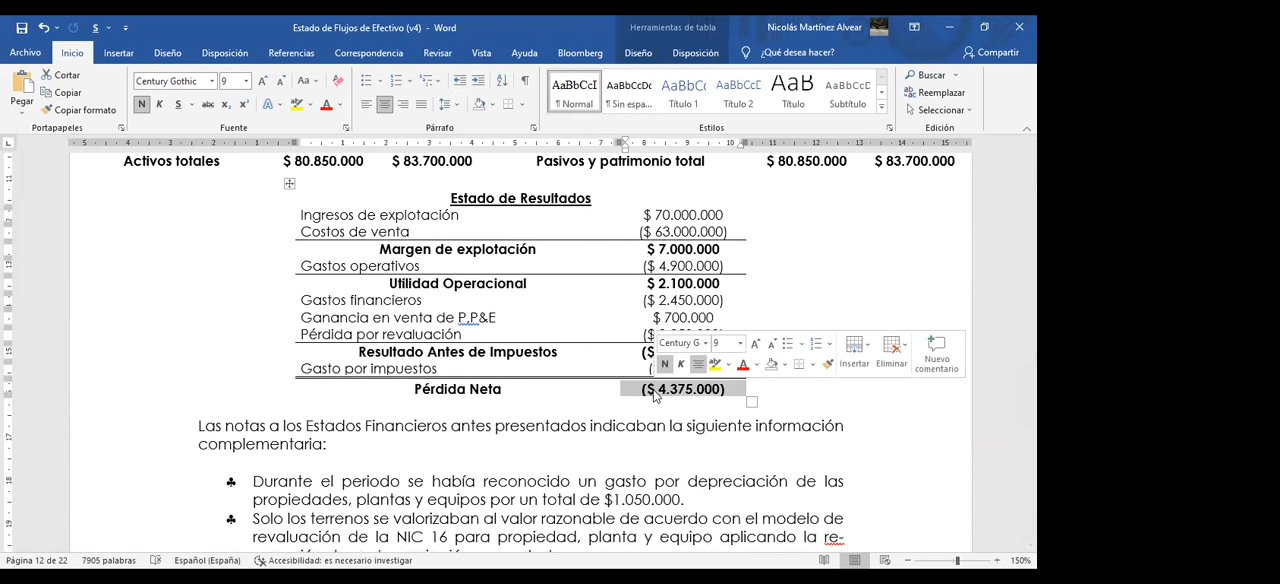 Estado de Flujos de Efectivo (v4) - Word
Herramientas de tabla
Nicolás Martínez Alvear
Archivo Inicio Insertar Diseño Disposición Referencias Correspondencia Revisar Vista Ayuda Bloomberg Diseño Disposición ¿Qué desea hacer? Compartir
Pegar
Cortar
Copiar
Copiar formato
Portapapeles
Century Gothic 9
N K S
Fuente
Párrafo
AaBbCcI AaBbCcDc AaBbC( AaBbCcD AaB AaBbCcD
¶ Normal ¶ Sin espa... Título 1 Título 2 Título Subtítulo
Estilos
Buscar
Reemplazar
Seleccionar
Edición
Activos totales $ 80.850.000 $ 83.700.000 Pasivos y patrimonio total $ 80.850.000 $ 83.700.000
Estado de Resultados
Ingresos de explotación $ 70.000.000
Costos de venta ($ 63.000.000)
Margen de explotación $ 7.000.000
Gastos operativos ($ 4.900.000)
Utilidad Operacional $ 2.100.000
Gastos financieros ($ 2.450.000)
Ganancia en venta de P,P&E $ 700.000
Pérdida por revaluación ($
Resultado Antes de Impuestos ($
Gasto por impuestos (
Pérdida Neta ($ 4.375.000)
Century G 9
N K
Insertar Eliminar Nuevo comentario
Las notas a los Estados Financieros antes presentados indicaban la siguiente información
complementaria:
♣ Durante el periodo se había reconocido un gasto por depreciación de las
propiedades, plantas y equipos por un total de $1.050.000.
♣ Solo los terrenos se valorizaban al valor razonable de acuerdo con el modelo de
revaluación de la NIC 16 para propiedad, planta y equipo aplicando la re-
Página 12 de 22 7905 palabras Español (España) Accesibilidad: es necesario investigar 150%